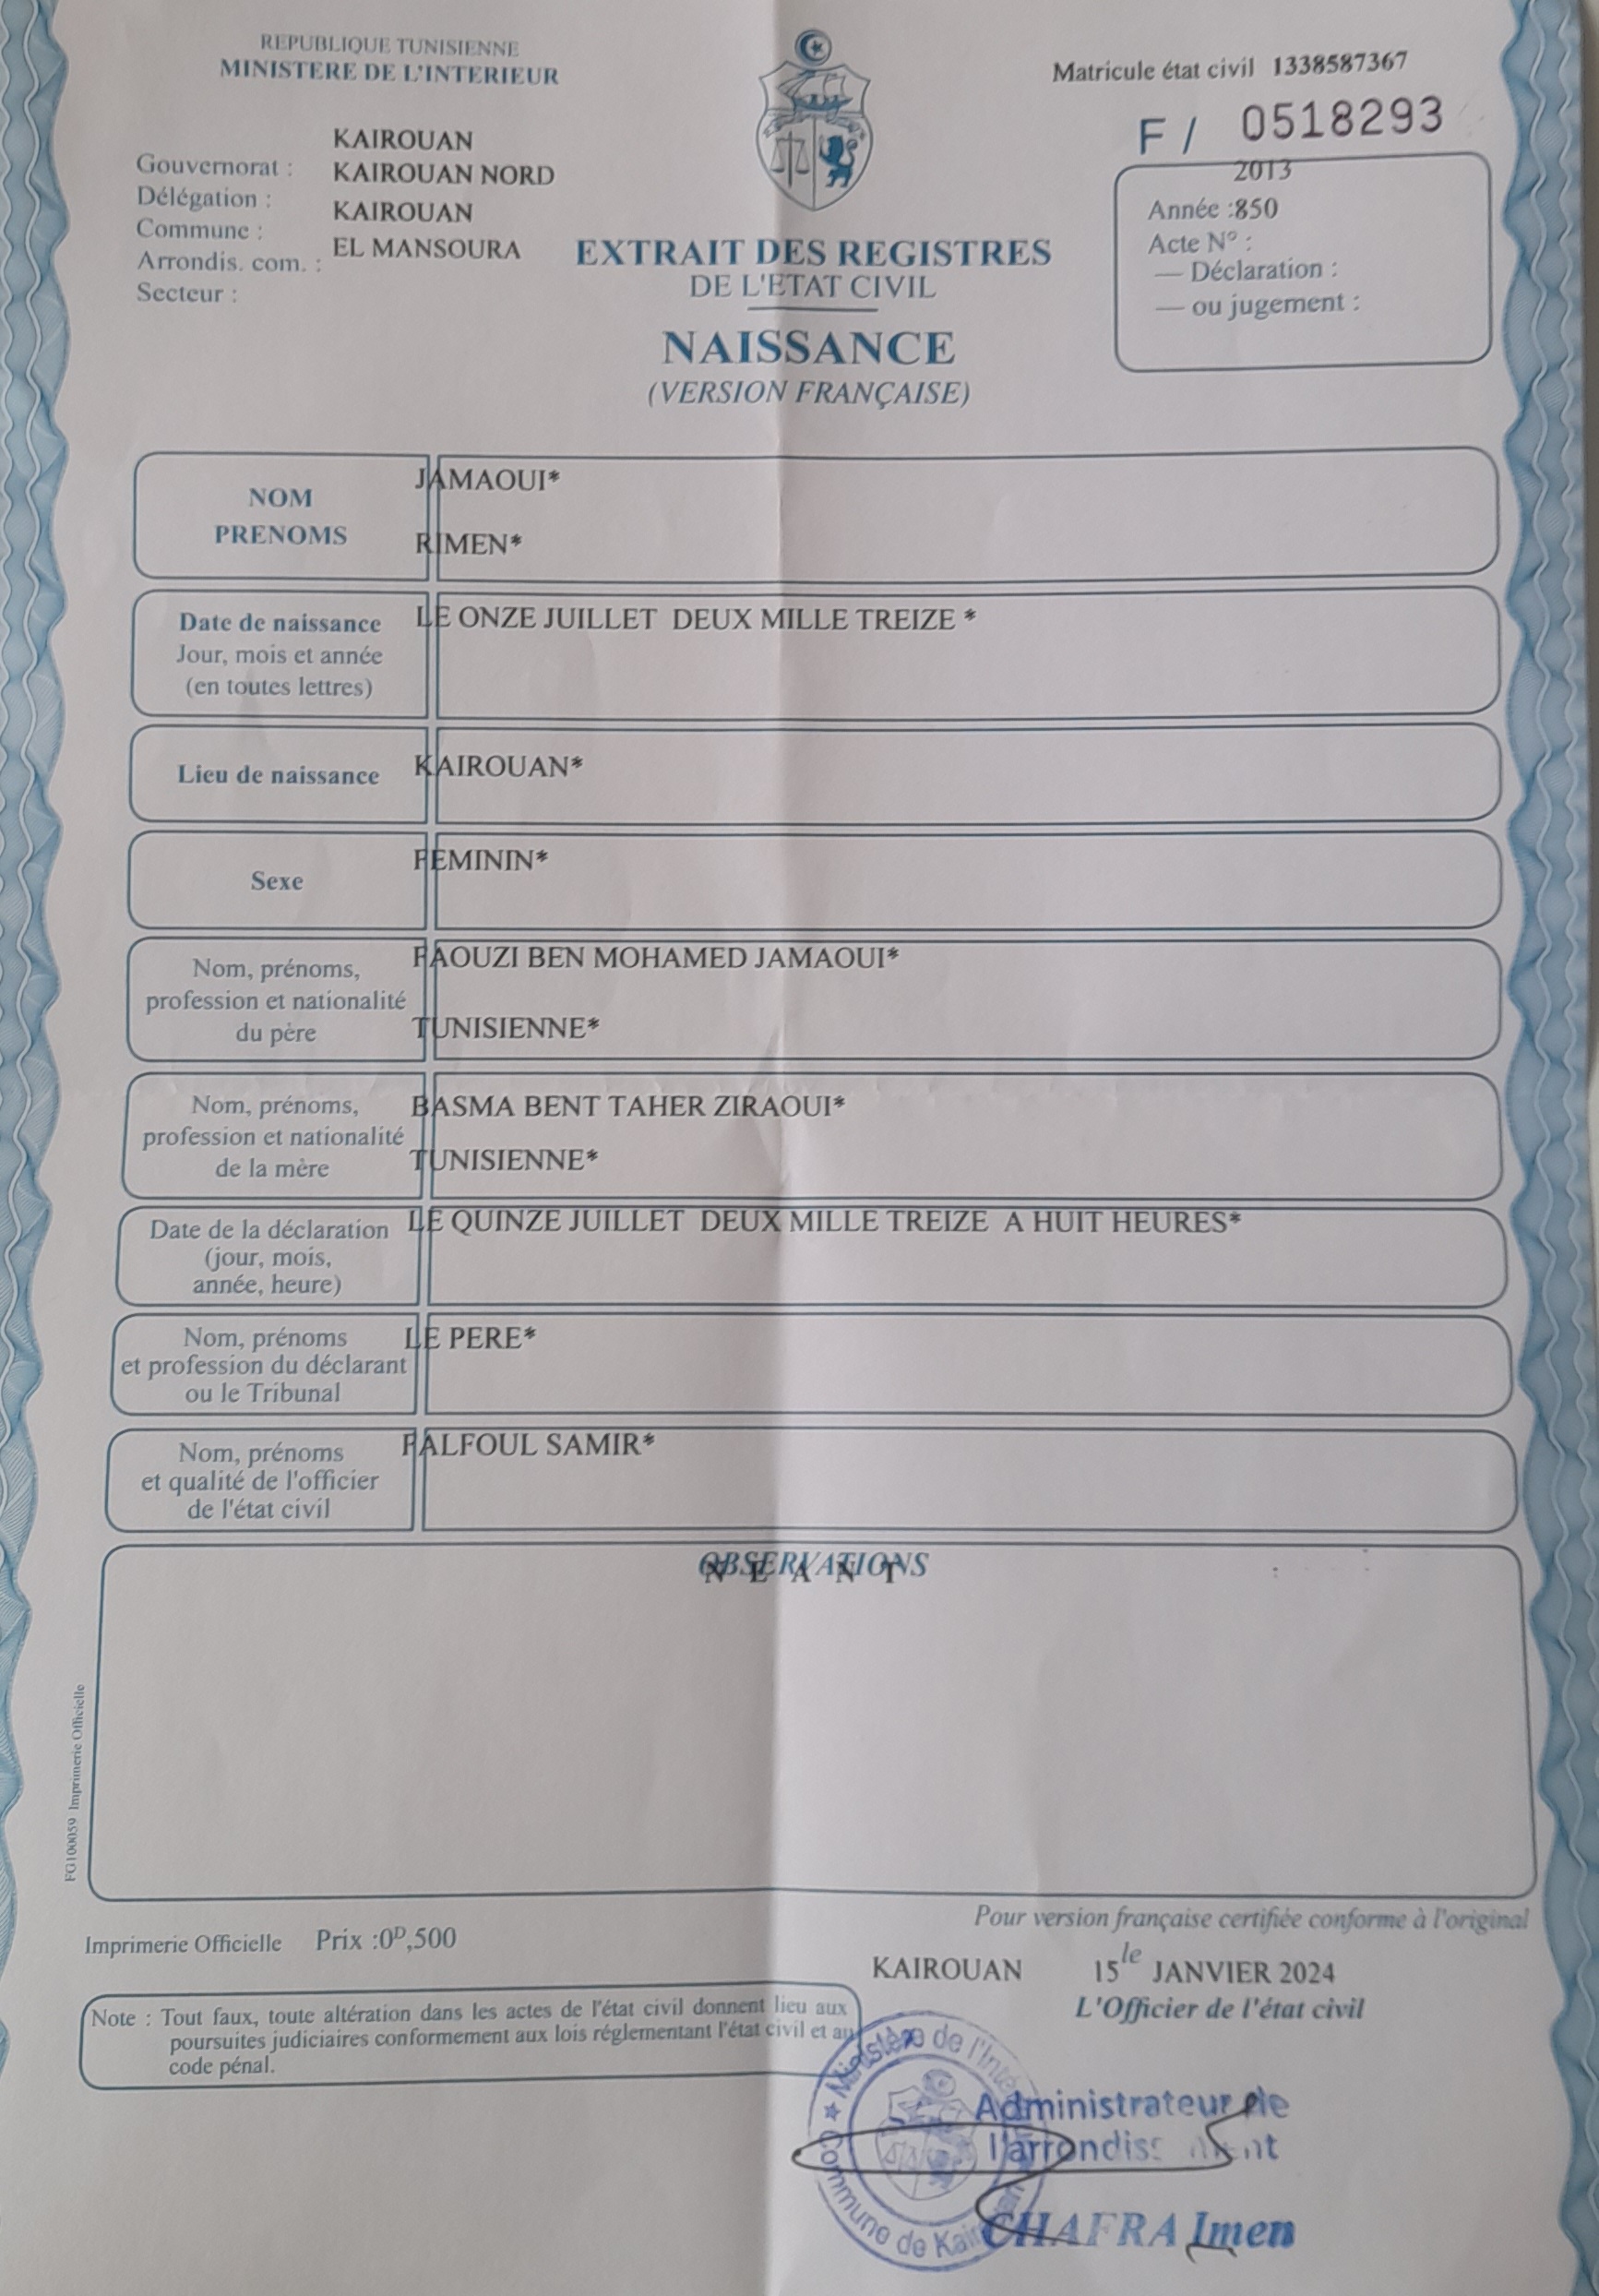 REPUBLIQUE TUNISIENNE
MINISTERE DE L'INTERIEUR
Matricule état civil 1338587367
F / 0518293
Gouvernorat : KAIROUAN
Délégation : KAIROUAN NORD
Commune : KAIROUAN
Arrondis. com. : EL MANSOURA
Secteur :
2013
Année :850
Acte N° :
— Déclaration :
— ou jugement :
EXTRAIT DES REGISTRES
DE L'ETAT CIVIL
NAISSANCE
(VERSION FRANÇAISE)
NOM JAMAOUI*
PRENOMS RIMEN*
Date de naissance LE ONZE JUILLET DEUX MILLE TREIZE *
Jour, mois et année
(en toutes lettres)
Lieu de naissance KAIROUAN*
Sexe FEMININ*
Nom, prénoms, FAOUZI BEN MOHAMED JAMAOUI*
profession et nationalité
du père TUNISIENNE*
Nom, prénoms, BASMA BENT TAHER ZIRAOUI*
profession et nationalité
de la mère TUNISIENNE*
Date de la déclaration LE QUINZE JUILLET DEUX MILLE TREIZE A HUIT HEURES*
(jour, mois,
année, heure)
Nom, prénoms LE PERE*
et profession du déclarant
ou le Tribunal
Nom, prénoms FALFOUL SAMIR*
et qualité de l'officier
de l'état civil
OBSERVATIONS
N E A N T
FG100059 Imprimerie Officielle
Pour version française certifiée conforme à l'original
Imprimerie Officielle Prix :0D,500
KAIROUAN le 15 JANVIER 2024
L'Officier de l'état civil
Note : Tout faux, toute altération dans les actes de l'état civil donnent lieu aux
poursuites judiciaires conformement aux lois réglementant l'état civil et au
code pénal.
Ministère de
Commune de
Administrateur de
CHAFRA Imen